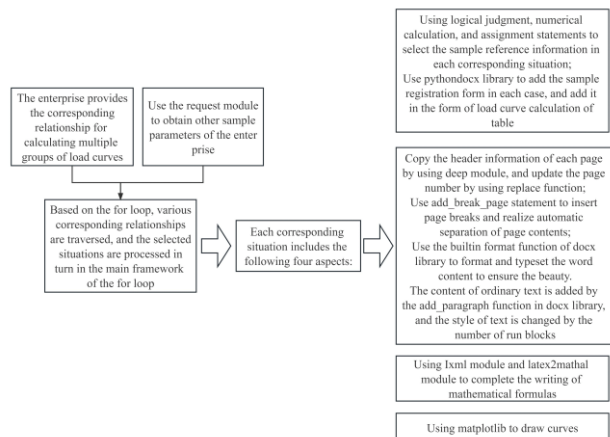 The enterprise provides
the corresponding
relationship for
calculating multiple
groups of load curves
Use the request module
to obtain other sample
parameters of the enter
prise
Based on the for loop, various
corresponding relationships
are traversed, and the selected
situations are processed in
turn in the main framework
of the for loop
Each corresponding
situation includes the
following four aspects:
Using logical judgment, numerical
calculation, and assignment statements to
select the sample reference information in
each corresponding situation;
Use pythondocx library to add the sample
registration form in each case, and add it
in the form of load curve calculation of
table
Copy the header information of each page
by using deep module, and update the page
number by using replace function;
Use add_break_page statement to insert
page breaks and realize automatic
separation of page contents;
Use the builtin format function of docx
library to format and typeset the word
content to ensure the beauty.
The content of ordinary text is added by
the add_paragraph function in docx library,
and the style of text is changed by the
number of run blocks
Using Ixml module and latex2mathal
module to complete the writing of
mathematical formulas
Using matplotlib to draw curves